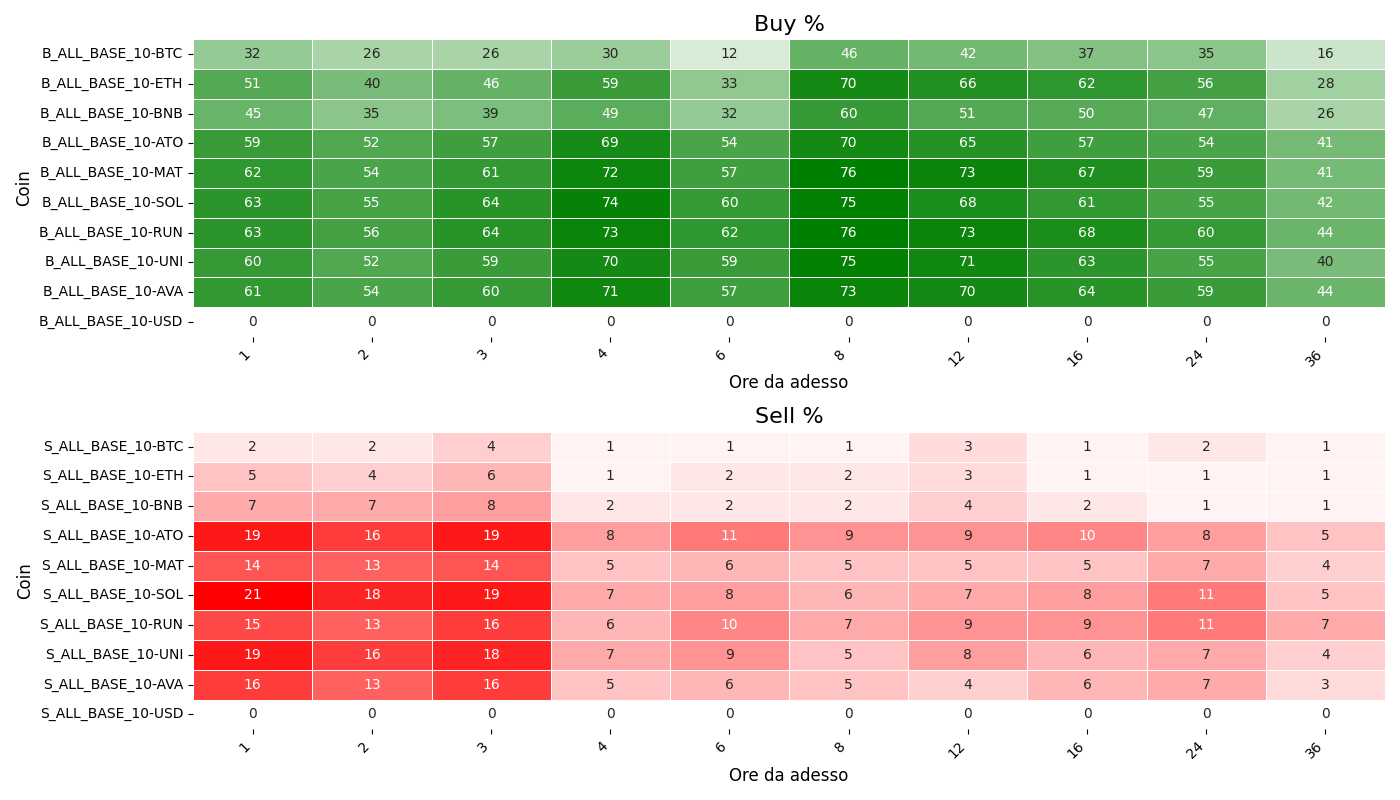 Buy %
Coin
B_ALL_BASE_10-BTC 32 26 26 30 12 46 42 37 35 16
B_ALL_BASE_10-ETH 51 40 46 59 33 70 66 62 56 28
B_ALL_BASE_10-BNB 45 35 39 49 32 60 51 50 47 26
B_ALL_BASE_10-ATO 59 52 57 69 54 70 65 57 54 41
B_ALL_BASE_10-MAT 62 54 61 72 57 76 73 67 59 41
B_ALL_BASE_10-SOL 63 55 64 74 60 75 68 61 55 42
B_ALL_BASE_10-RUN 63 56 64 73 62 76 73 68 60 44
B_ALL_BASE_10-UNI 60 52 59 70 59 75 71 63 55 40
B_ALL_BASE_10-AVA 61 54 60 71 57 73 70 64 59 44
B_ALL_BASE_10-USD 0 0 0 0 0 0 0 0 0 0
1 2 3 4 6 8 12 16 24 36
Ore da adesso
Sell %
Coin
S_ALL_BASE_10-BTC 2 2 4 1 1 1 3 1 2 1
S_ALL_BASE_10-ETH 5 4 6 1 2 2 3 1 1 1
S_ALL_BASE_10-BNB 7 7 8 2 2 2 4 2 1 1
S_ALL_BASE_10-ATO 19 16 19 8 11 9 9 10 8 5
S_ALL_BASE_10-MAT 14 13 14 5 6 5 5 5 7 4
S_ALL_BASE_10-SOL 21 18 19 7 8 6 7 8 11 5
S_ALL_BASE_10-RUN 15 13 16 6 10 7 9 9 11 7
S_ALL_BASE_10-UNI 19 16 18 7 9 5 8 6 7 4
S_ALL_BASE_10-AVA 16 13 16 5 6 5 4 6 7 3
S_ALL_BASE_10-USD 0 0 0 0 0 0 0 0 0 0
1 2 3 4 6 8 12 16 24 36
Ore da adesso